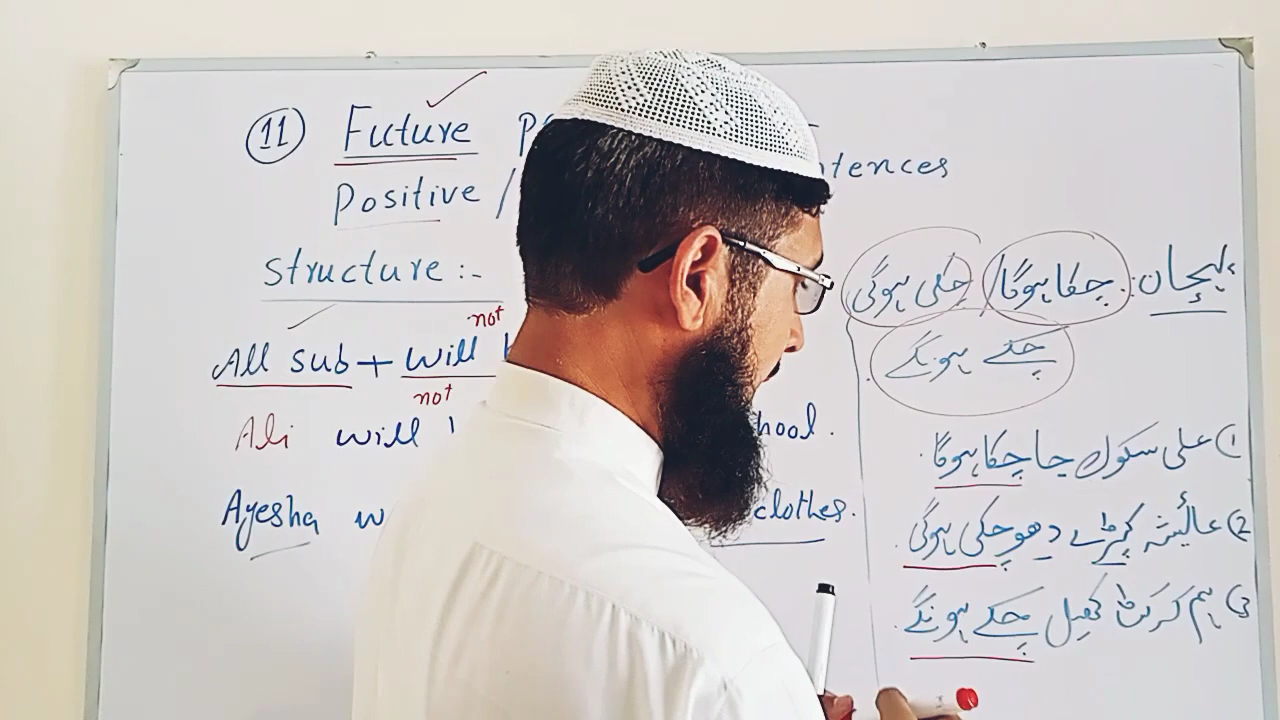 11 Future
Positive / tences
structure :-
not
All sub + will
not
Ali will hool.
Ayesha w clothes.
پہچان: چکا ہوگا چکی ہوگی
چکے ہونگے
1) علی سکول جا چکا ہوگا.
2) عائشہ کپڑے دھو چکی ہوگی.
3) ہم کرکٹ کھیل چکے ہونگے.